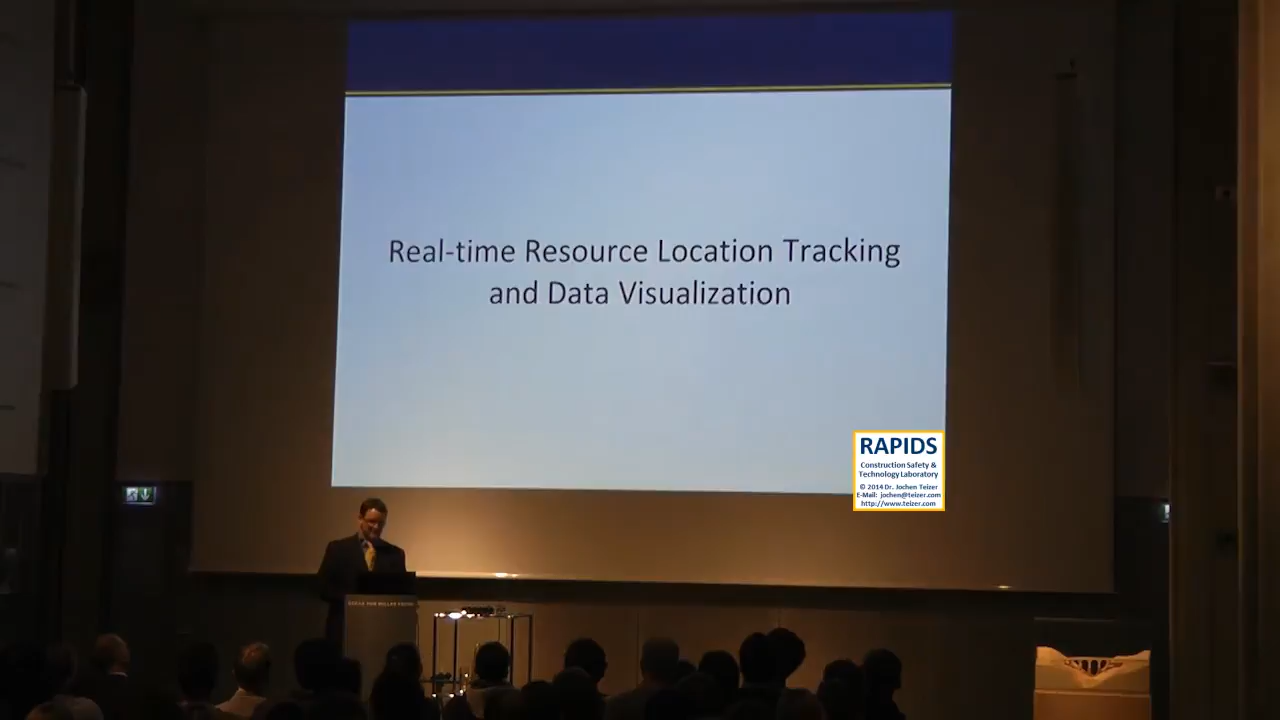 Real-time Resource Location Tracking
and Data Visualization
RAPIDS
Construction Safety &
Technology Laboratory
© 2014 Dr. Jochen Teizer
E-Mail: jochen@teizer.com
http://www.teizer.com